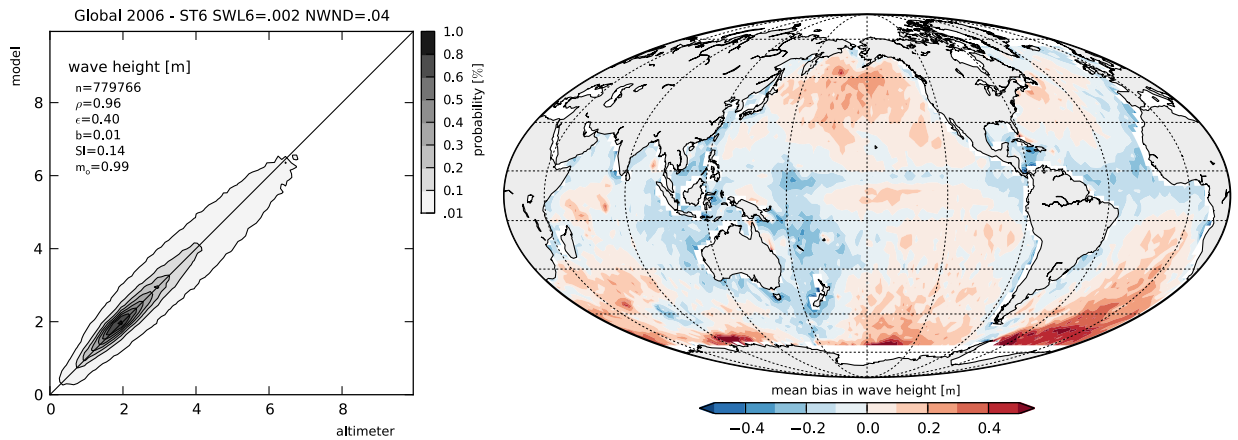 Global 2006 - ST6 SWL6=.002 NWND=.04
model
wave height [m]
n=779766
ρ=0.96
ϵ=0.40
b=0.01
SI=0.14
mₒ=0.99
8
6
4
2
0
0 2 4 6 8
altimeter
1.0
0.8
0.6
0.5
0.4
0.3
0.2
0.1
.01
probability [%]
mean bias in wave height [m]
−0.4 −0.2 0.0 0.2 0.4